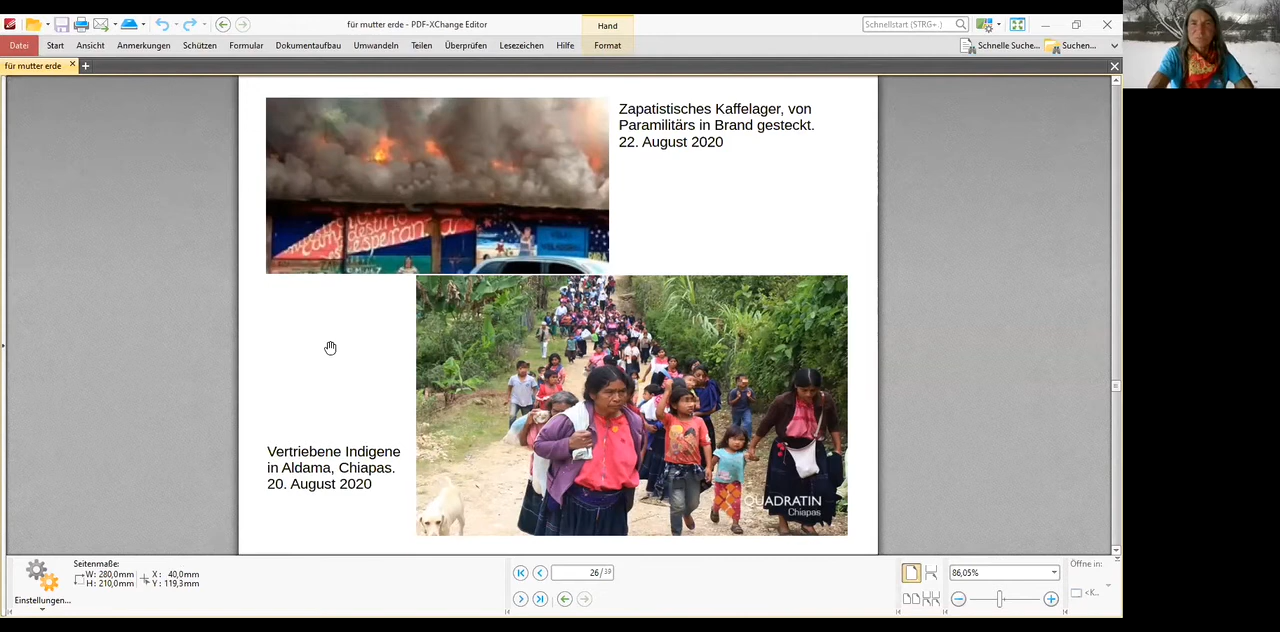 für mutter erde - PDF-XChange Editor
Hand
Schnellstart (STRG+.)
Datei Start Ansicht Anmerkungen Schützen Formular Dokumentaufbau Umwandeln Teilen Überprüfen Lesezeichen Hilfe Format
Schnelle Suche... Suchen...
für mutter erde
Zapatistisches Kaffelager, von
Paramilitärs in Brand gesteckt.
22. August 2020
destino
esperanza
Vertriebene Indigene
in Aldama, Chiapas.
20. August 2020
QUADRATIN
Chiapas
Seitenmaße:
W: 280,0mm X: 40,0mm
H: 210,0mm Y: 119,3mm
Einstellungen...
26 / 39
86,05%
Öffne in:
<K...